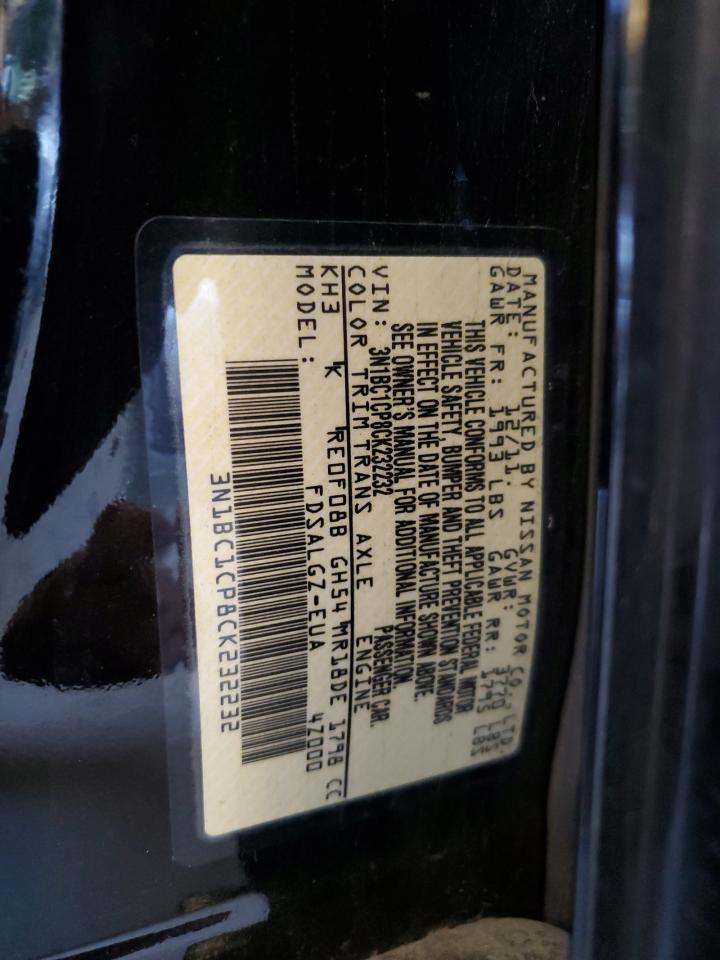 MANUFACTURED BY NISSAN MOTOR CO., LTD.
DATE: 12/11. GVWR: 3770 LBS
GAWR FR: 1993 LBS GAWR RR: 1795 LBS
THIS VEHICLE CONFORMS TO ALL APPLICABLE FEDERAL MOTOR
VEHICLE SAFETY, BUMPER AND THEFT PREVENTION STANDARDS
IN EFFECT ON THE DATE OF MANUFACTURE SHOWN ABOVE.
SEE OWNER'S MANUAL FOR ADDITIONAL INFORMATION.
VIN: 3N1BC1CP8CK232232 PASSENGER CAR.
COLOR TRIM TRANS AXLE ENGINE
KH3 K RE0F08B GH54 MR18DE 1798 CC
MODEL: FDSALGZ-EUA 4Z000
3N1BC1CP8CK232232